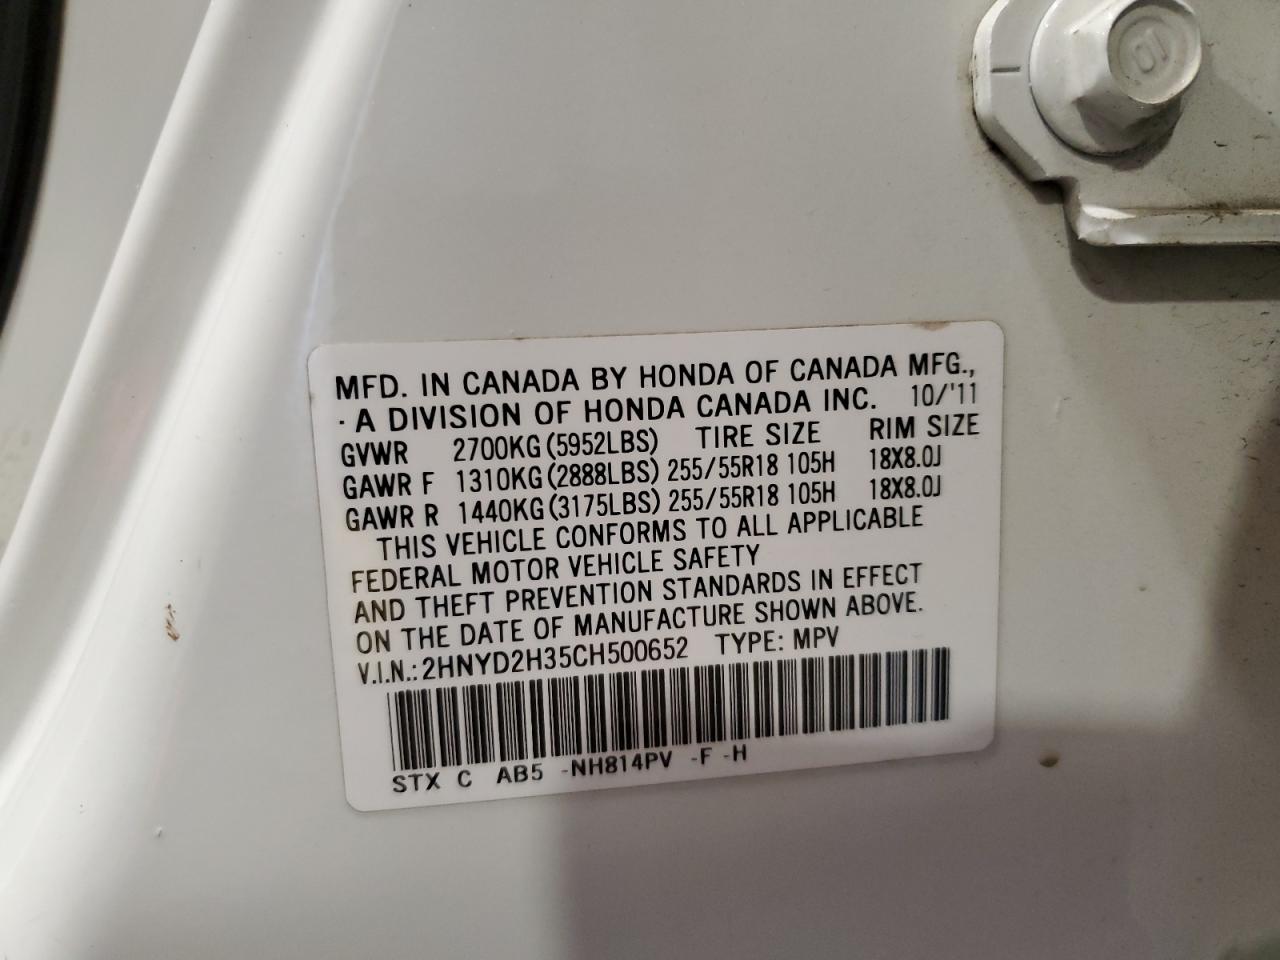 10
MFD. IN CANADA BY HONDA OF CANADA MFG.,
· A DIVISION OF HONDA CANADA INC. 10/'11
GVWR 2700KG (5952LBS) TIRE SIZE RIM SIZE
GAWR F 1310KG (2888LBS) 255/55R18 105H 18X8.0J
GAWR R 1440KG (3175LBS) 255/55R18 105H 18X8.0J
THIS VEHICLE CONFORMS TO ALL APPLICABLE
FEDERAL MOTOR VEHICLE SAFETY
AND THEFT PREVENTION STANDARDS IN EFFECT
ON THE DATE OF MANUFACTURE SHOWN ABOVE.
V.I.N.: 2HNYD2H35CH500652 TYPE: MPV
STX C AB5 -NH814PV -F -H